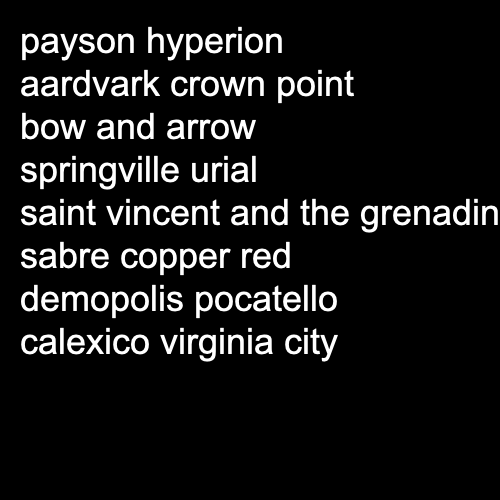 payson hyperion
aardvark crown point
bow and arrow
springville urial
saint vincent and the grenadin
sabre copper red
demopolis pocatello
calexico virginia city